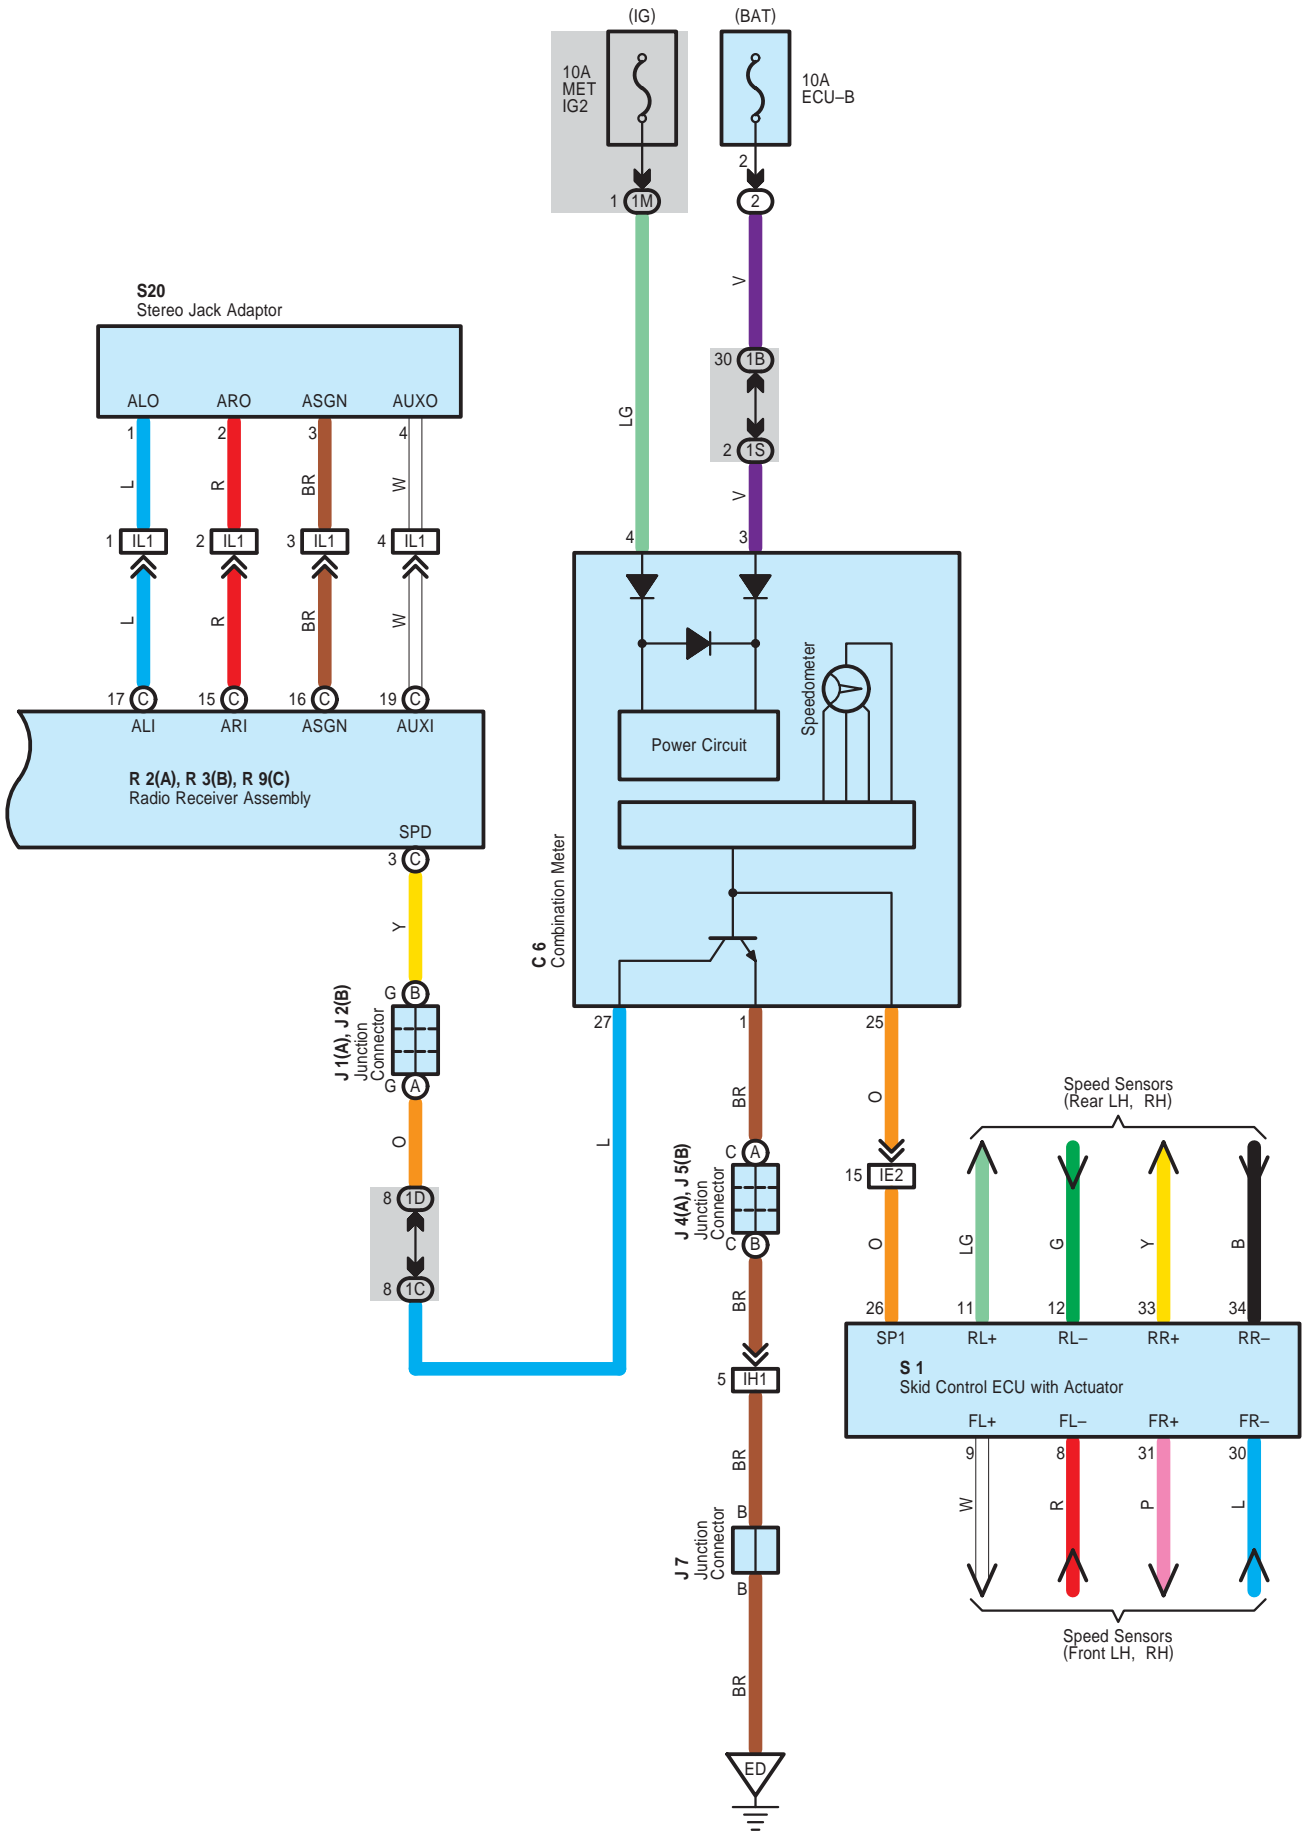 (IG)
(BAT)
10A
MET
IG2
10A
ECU–B
2
1 1M
2
V
S20
Stereo Jack Adaptor
30 1B
LG
ALO ARO ASGN AUXO
1 2 3 4
2 1S
L R BR W
V
1 IL1 2 IL1 3 IL1 4 IL1
4 3
L R BR W
Speedometer
17 C 15 C 16 C 19 C
ALI ARI ASGN AUXI
Power Circuit
R 2(A), R 3(B), R 9(C)
Radio Receiver Assembly
SPD
3 C
C 6
Combination Meter
Y
G B
J 1(A), J 2(B)
Junction
Connector
G A
27 1 25
O
L
BR
O
Speed Sensors
(Rear LH, RH)
C A
J 4(A), J 5(B)
Junction
Connector
C B
15 IE2
8 1D
8 1C
O LG G Y B
BR
26 11 12 33 34
SP1 RL+ RL– RR+ RR–
S 1
Skid Control ECU with Actuator
5 IH1
FL+ FL– FR+ FR–
9 8 31 30
BR
W R P L
B
J 7
Junction
Connector
B
Speed Sensors
(Front LH, RH)
BR
ED